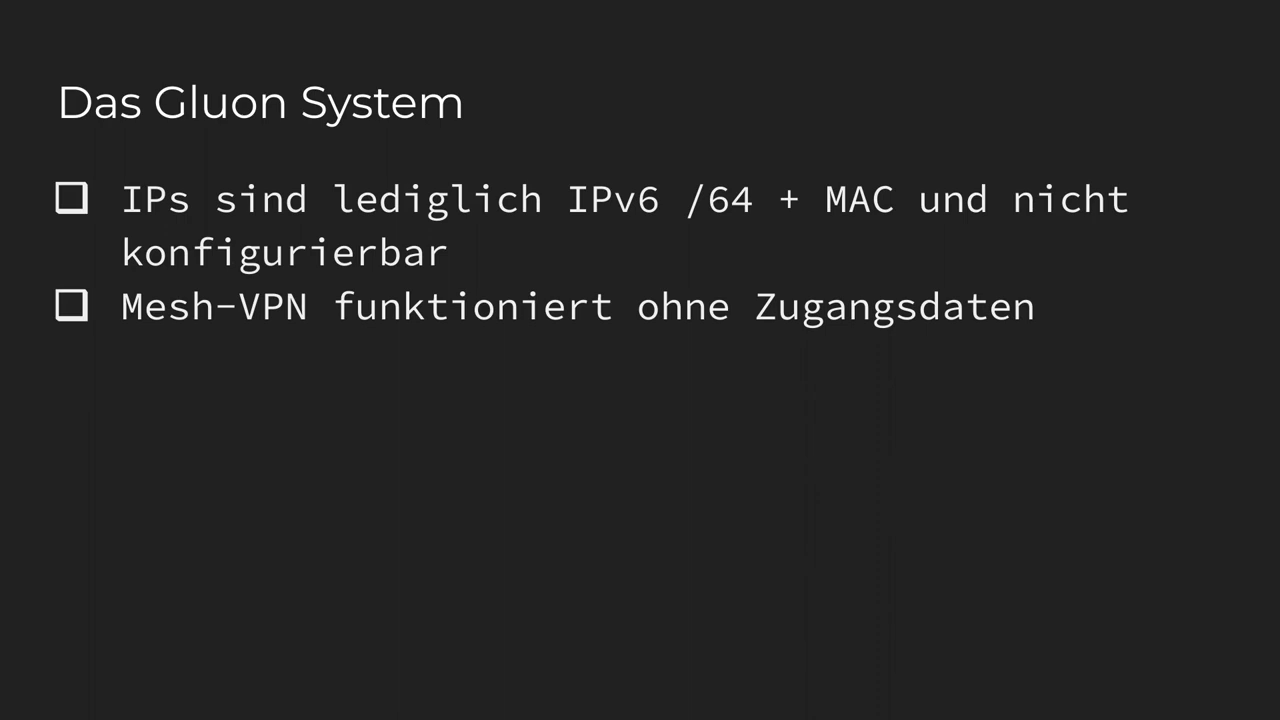 Das Gluon System
❏ IPs sind lediglich IPv6 /64 + MAC und nicht
konfigurierbar
❏ Mesh-VPN funktioniert ohne Zugangsdaten